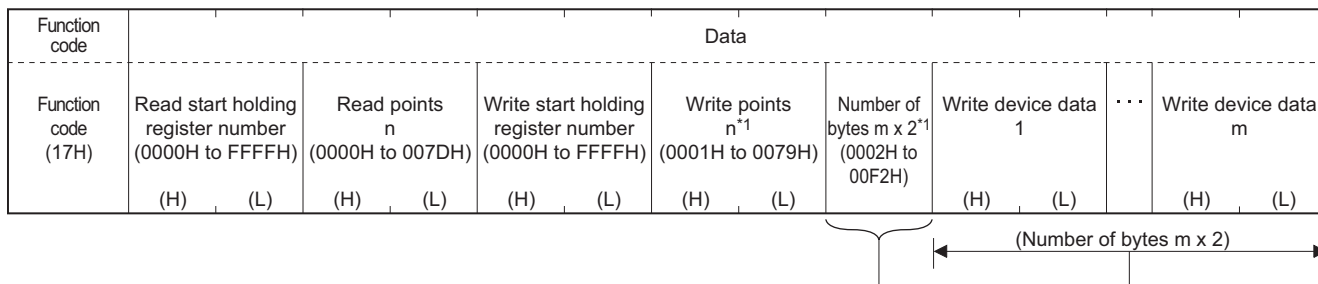 Function
code
Data
Function
code
(17H)
Read start holding
register number
(0000H to FFFFH)
(H) (L)
Read points
n
(0000H to 007DH)
(H) (L)
Write start holding
register number
(0000H to FFFFH)
(H) (L)
Write points
n*1
(0001H to 0079H)
(H) (L)
Number of
bytes m x 2*1
(0002H to
00F2H)
Write device data
1
(H) (L)
···
Write device data
m
(H) (L)
(Number of bytes m x 2)